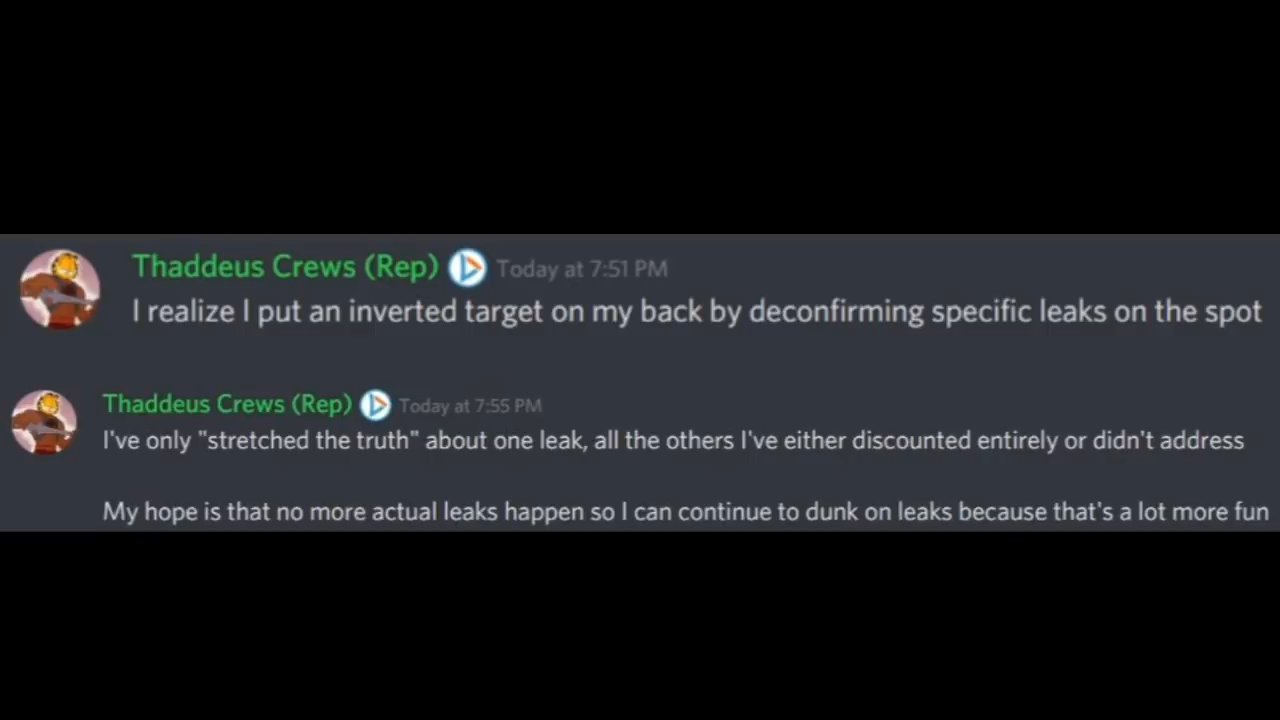 Thaddeus Crews (Rep) Today at 7:51 PM
I realize I put an inverted target on my back by deconfirming specific leaks on the spot
Thaddeus Crews (Rep) Today at 7:55 PM
I've only "stretched the truth" about one leak, all the others I've either discounted entirely or didn't address
My hope is that no more actual leaks happen so I can continue to dunk on leaks because that's a lot more fun